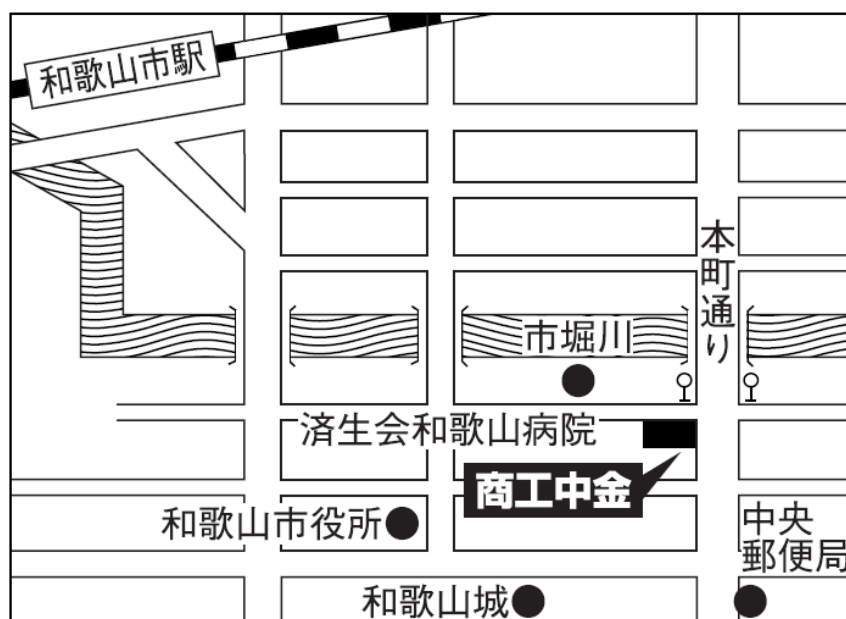 和歌山市駅
本町通り
市堀川
済生会和歌山病院
商工中金
和歌山市役所
中央
郵便局
和歌山城